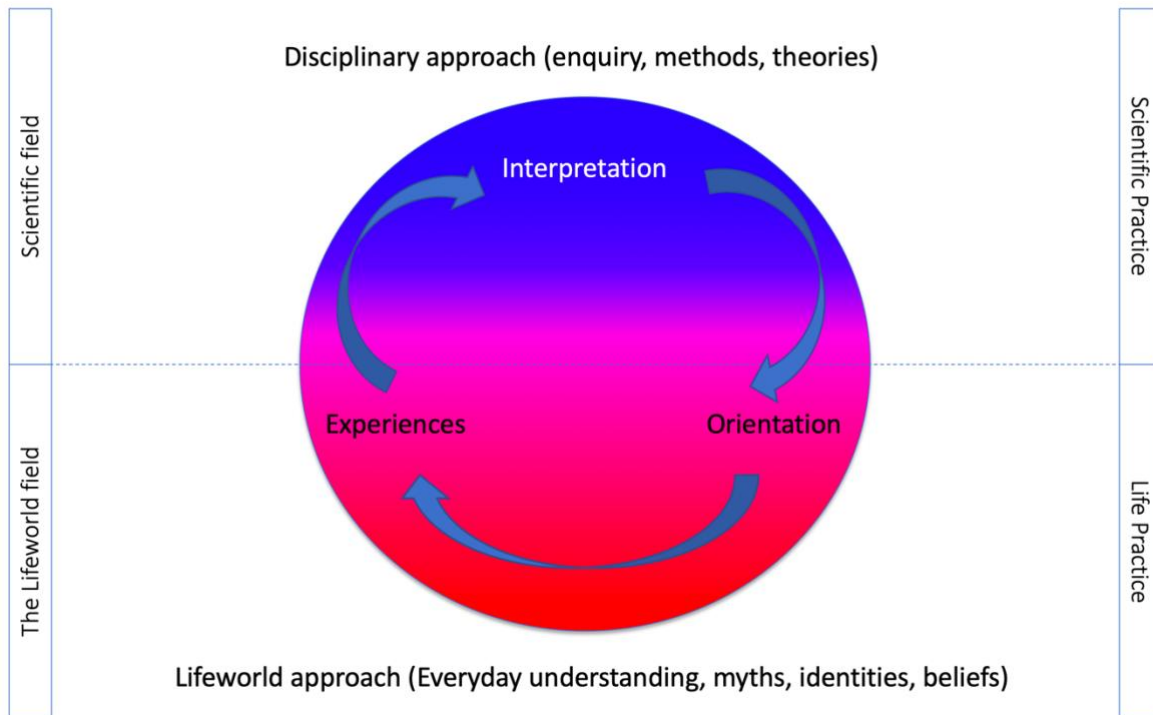 Disciplinary approach (enquiry, methods, theories)
Scientific field
Scientific Practice
Interpretation
Experiences
Orientation
The Lifeworld field
Life Practice
Lifeworld approach (Everyday understanding, myths, identities, beliefs)